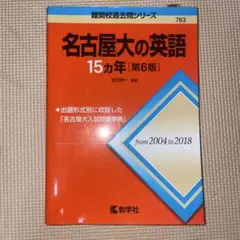 難関校過去問シリーズ
763
名古屋大の英語
15カ年[第6版]
●出題形式別に収録した
「名古屋大入試問題事典」
from 2004 to 2018
教学社